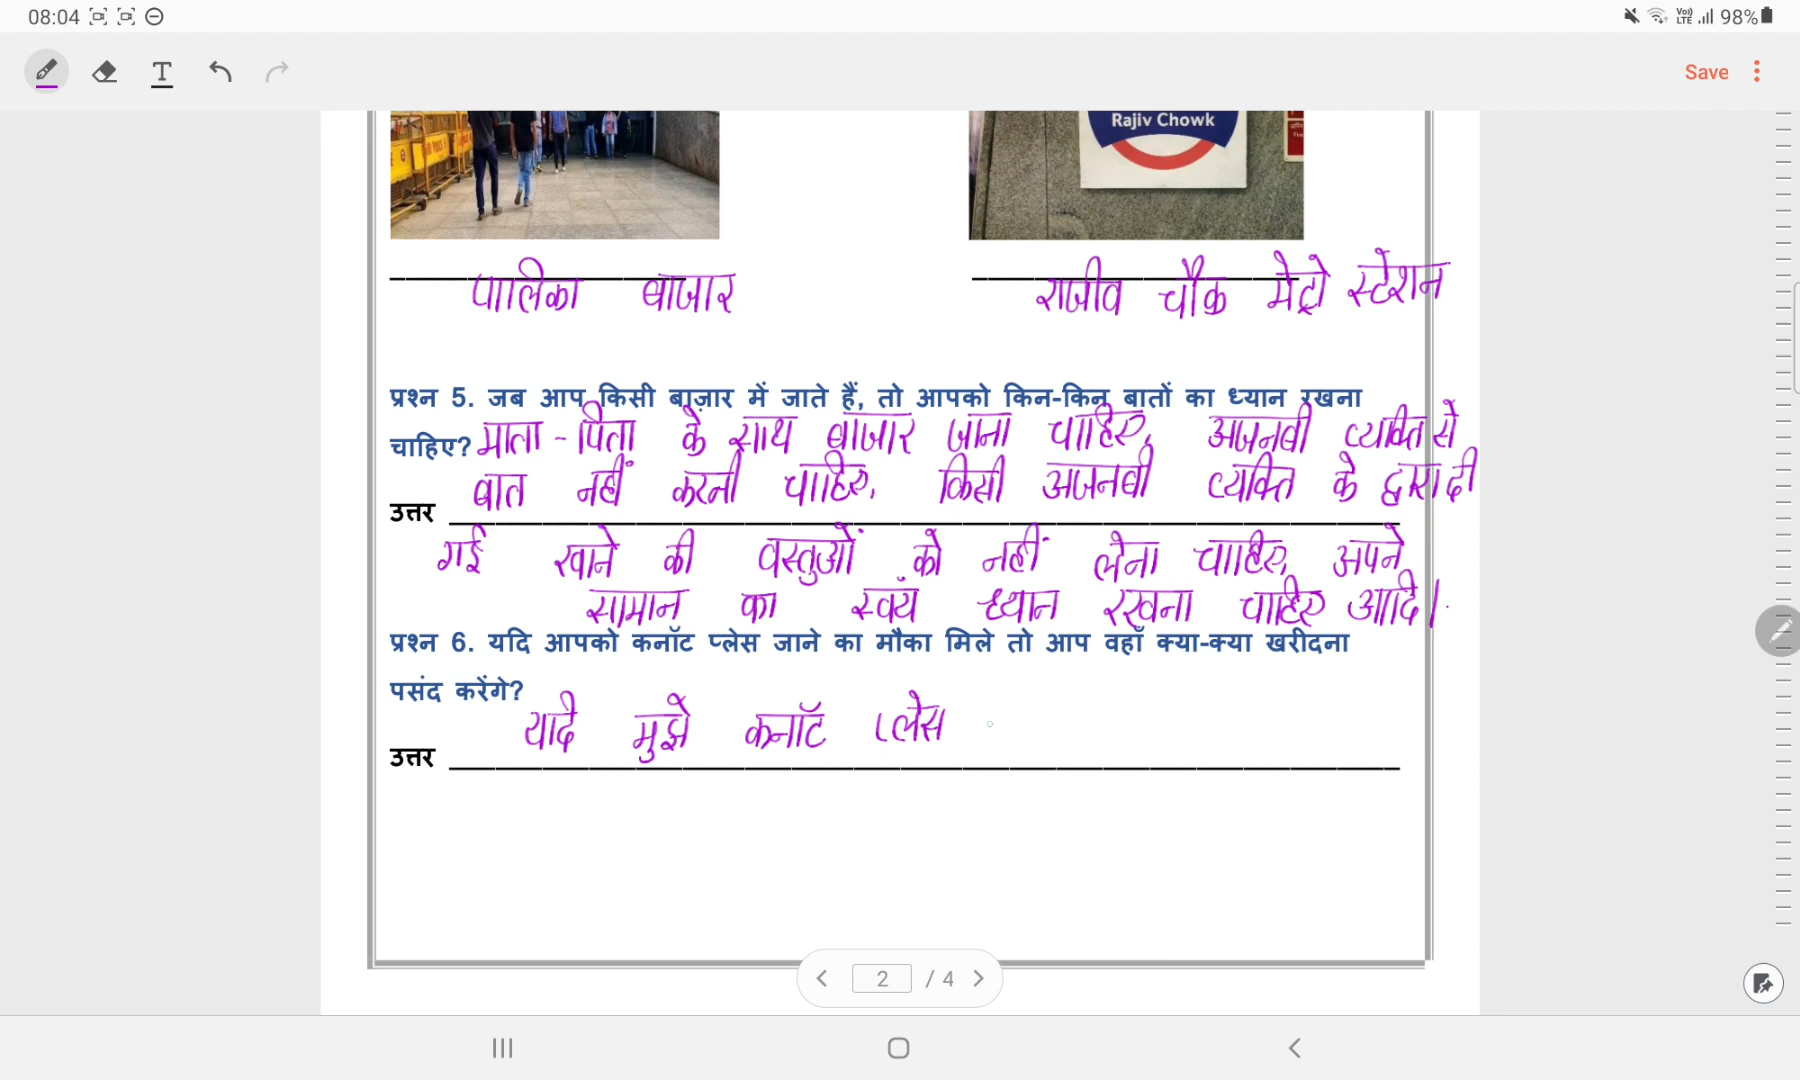 08:04
98%
Save
Rajiv Chowk
पालिका बाजार
राजीव चौक मेट्रो स्टेशन
प्रश्न 5. जब आप किसी बाज़ार में जाते हैं, तो आपको किन-किन बातों का ध्यान रखना
चाहिए? माता-पिता के साथ बाजार जाना चाहिए, अजनबी व्यक्ति से
बात नहीं करनी चाहिए, किसी अजनबी व्यक्ति के द्वारा दी
उत्तर
गई खाने की वस्तुओं को नहीं लेना चाहिए, अपने
सामान का स्वयं ध्यान रखना चाहिए आदि।
प्रश्न 6. यदि आपको कनॉट प्लेस जाने का मौका मिले तो आप वहाँ क्या-क्या खरीदना
पसंद करेंगे?
यदि मुझे कनॉट प्लेस
उत्तर
2 / 4